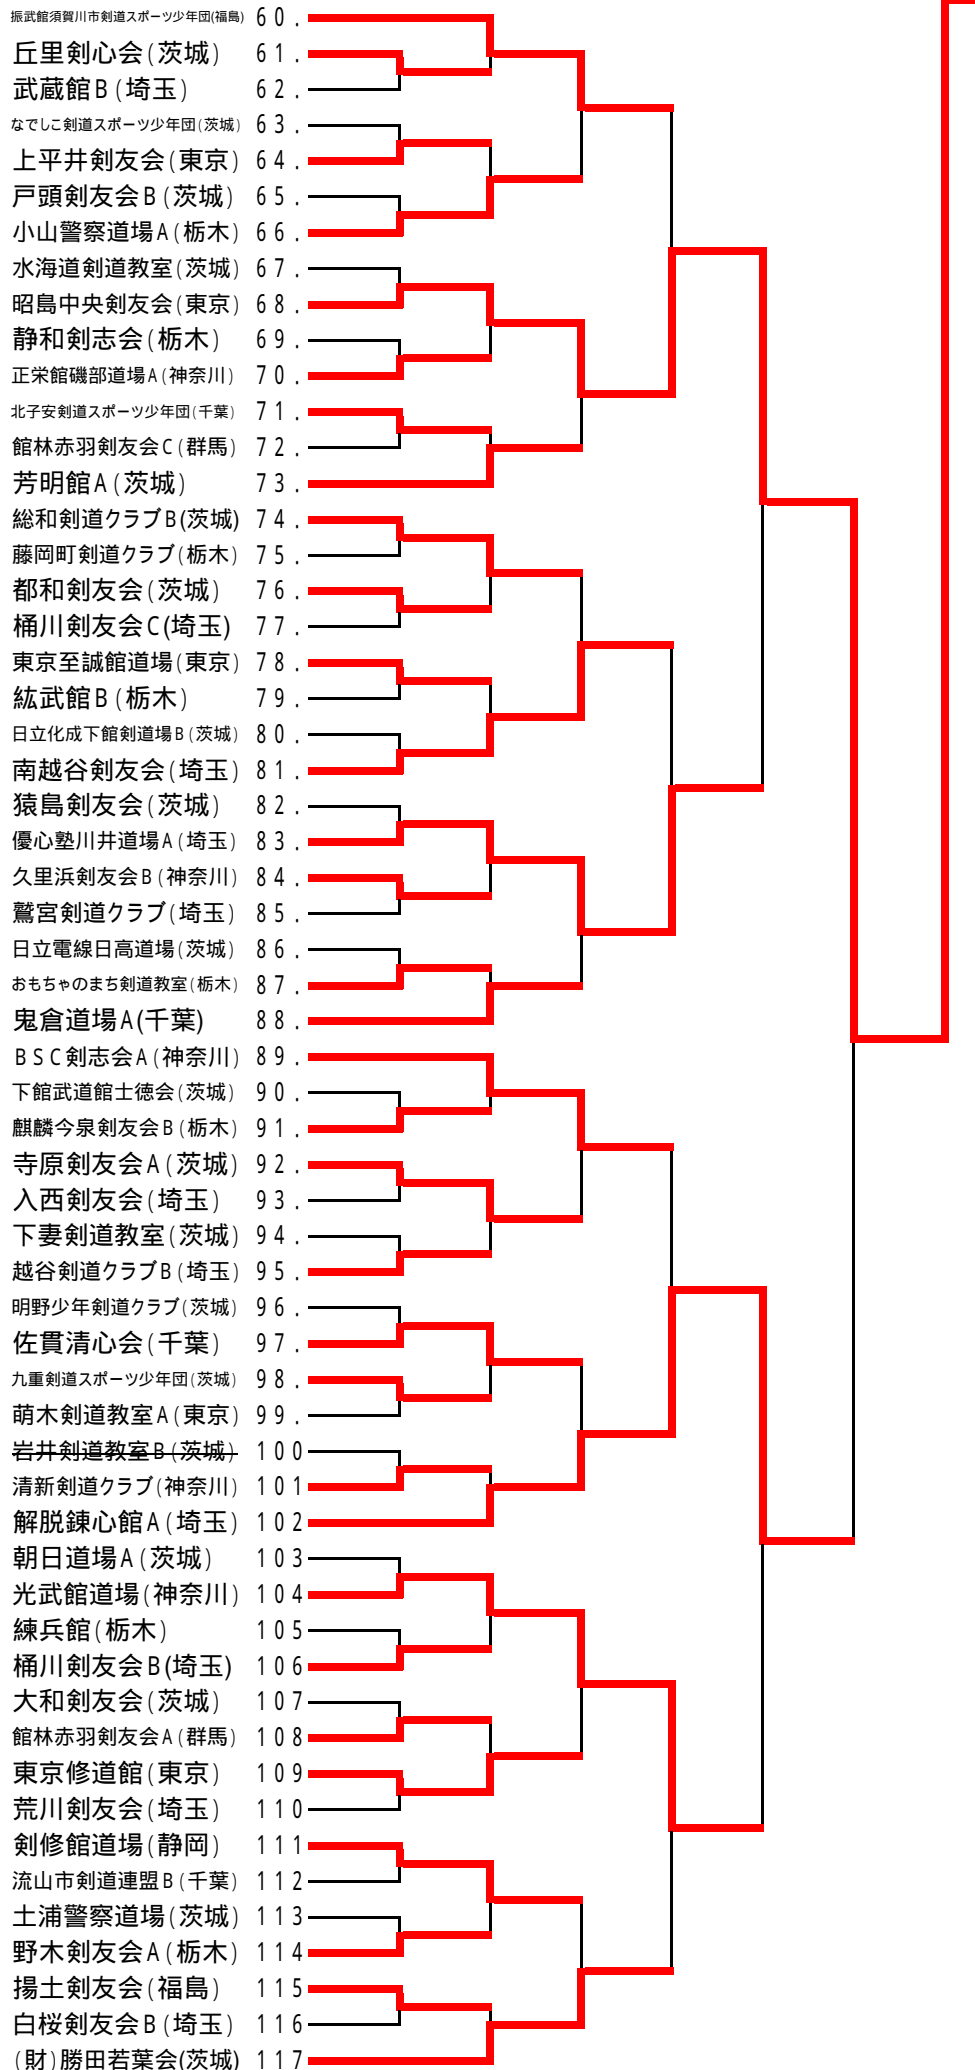 振武館須賀川市剣道スポーツ少年団(福島) 60.
丘里剣心会(茨城) 61.
武蔵館B(埼玉) 62.
なでしこ剣道スポーツ少年団(茨城) 63.
上平井剣友会(東京) 64.
戸頭剣友会B(茨城) 65.
小山警察道場A(栃木) 66.
水海道剣道教室(茨城) 67.
昭島中央剣友会(東京) 68.
静和剣志会(栃木) 69.
正栄館磯部道場A(神奈川) 70.
北子安剣道スポーツ少年団(千葉) 71.
館林赤羽剣友会C(群馬) 72.
芳明館A(茨城) 73.
総和剣道クラブB(茨城) 74.
藤岡町剣道クラブ(栃木) 75.
都和剣友会(茨城) 76.
桶川剣友会C(埼玉) 77.
東京至誠館道場(東京) 78.
紘武館B(栃木) 79.
日立化成下館剣道場B(茨城) 80.
南越谷剣友会(埼玉) 81.
猿島剣友会(茨城) 82.
優心塾川井道場A(埼玉) 83.
久里浜剣友会B(神奈川) 84.
鷲宮剣道クラブ(埼玉) 85.
日立電線日高道場(茨城) 86.
おもちゃのまち剣道教室(栃木) 87.
鬼倉道場A(千葉) 88.
BSC剣志会A(神奈川) 89.
下館武道館士徳会(茨城) 90.
麒麟今泉剣友会B(栃木) 91.
寺原剣友会A(茨城) 92.
入西剣友会(埼玉) 93.
下妻剣道教室(茨城) 94.
越谷剣道クラブB(埼玉) 95.
明野少年剣道クラブ(茨城) 96.
佐貫清心会(千葉) 97.
九重剣道スポーツ少年団(茨城) 98.
萌木剣道教室A(東京) 99.
岩井剣道教室B(茨城) 100
清新剣道クラブ(神奈川) 101
解脱錬心館A(埼玉) 102
朝日道場A(茨城) 103
光武館道場(神奈川) 104
練兵館(栃木) 105
桶川剣友会B(埼玉) 106
大和剣友会(茨城) 107
館林赤羽剣友会A(群馬) 108
東京修道館(東京) 109
荒川剣友会(埼玉) 110
剣修館道場(静岡) 111
流山市剣道連盟B(千葉) 112
土浦警察道場(茨城) 113
野木剣友会A(栃木) 114
揚土剣友会(福島) 115
白桜剣友会B(埼玉) 116
(財)勝田若葉会(茨城) 117